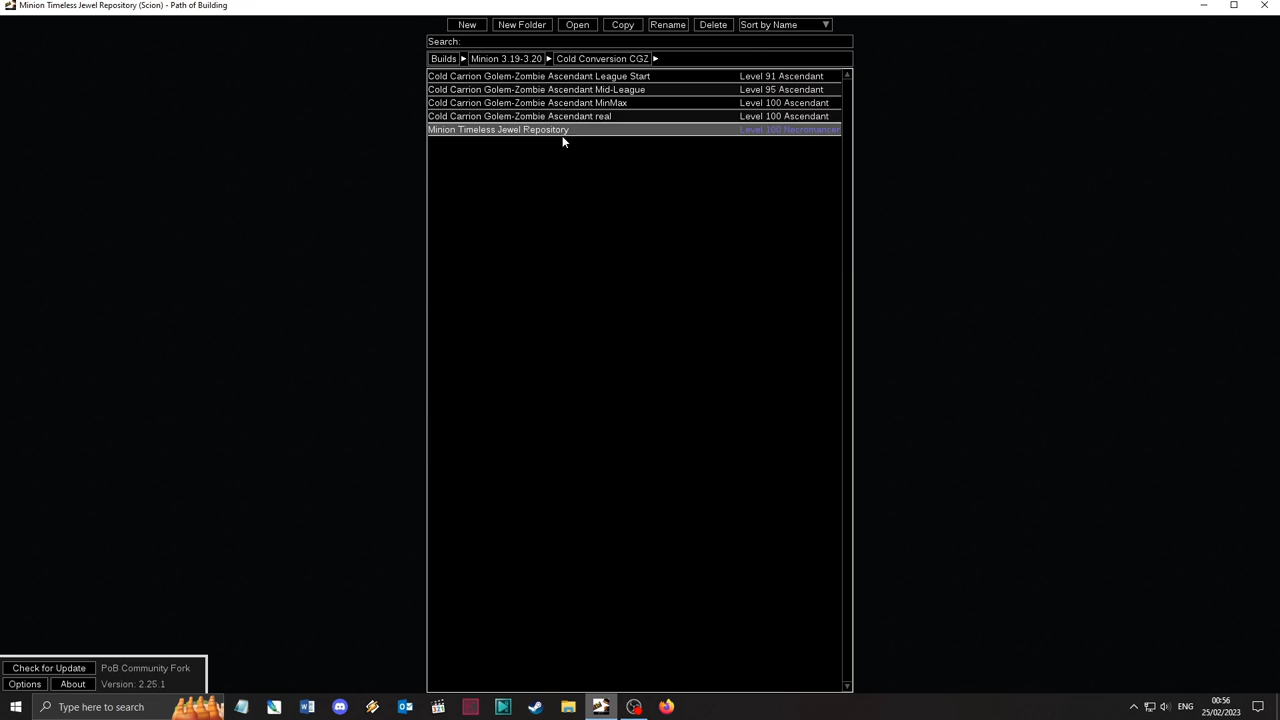 Minion Timeless Jewel Repository (Scion) - Path of Building
New New Folder Open Copy Rename Delete Sort by Name
Search:
Builds Minion 3.19-3.20 Cold Conversion CGZ
Cold Carrion Golem-Zombie Ascendant League Start Level 91 Ascendant
Cold Carrion Golem-Zombie Ascendant Mid-League Level 95 Ascendant
Cold Carrion Golem-Zombie Ascendant MinMax Level 100 Ascendant
Cold Carrion Golem-Zombie Ascendant real Level 100 Ascendant
Minion Timeless Jewel Repository Level 100 Necromancer
Check for Update PoB Community Fork
Options About Version: 2.25.1
Type here to search
ENG
00:56
25/02/2023